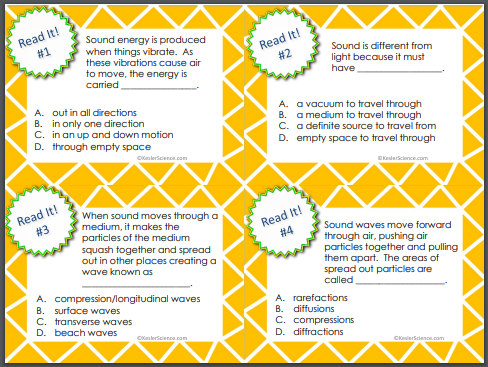 Read It!
#1
Sound energy is produced
when things vibrate. As
these vibrations cause air
to move, the energy is
carried ________________.
A. out in all directions
B. in only one direction
C. in an up and down motion
D. through empty space
©KeslerScience.com
Read It!
#2
Sound is different from
light because it must
have __________________.
A. a vacuum to travel through
B. a medium to travel through
C. a definite source to travel from
D. empty space to travel through
©KeslerScience.com
Read It!
#3
When sound moves through a
medium, it makes the
particles of the medium
squash together and spread
out in other places creating a
wave known as
_______________________.
A. compression/longitudinal waves
B. surface waves
C. transverse waves
D. beach waves
©KeslerScience.com
Read It!
#4
Sound waves move forward
through air, pushing air
particles together and pulling
them apart. The areas of
spread out particles are
called ___________________.
A. rarefactions
B. diffusions
C. compressions
D. diffractions
©KeslerScience.com